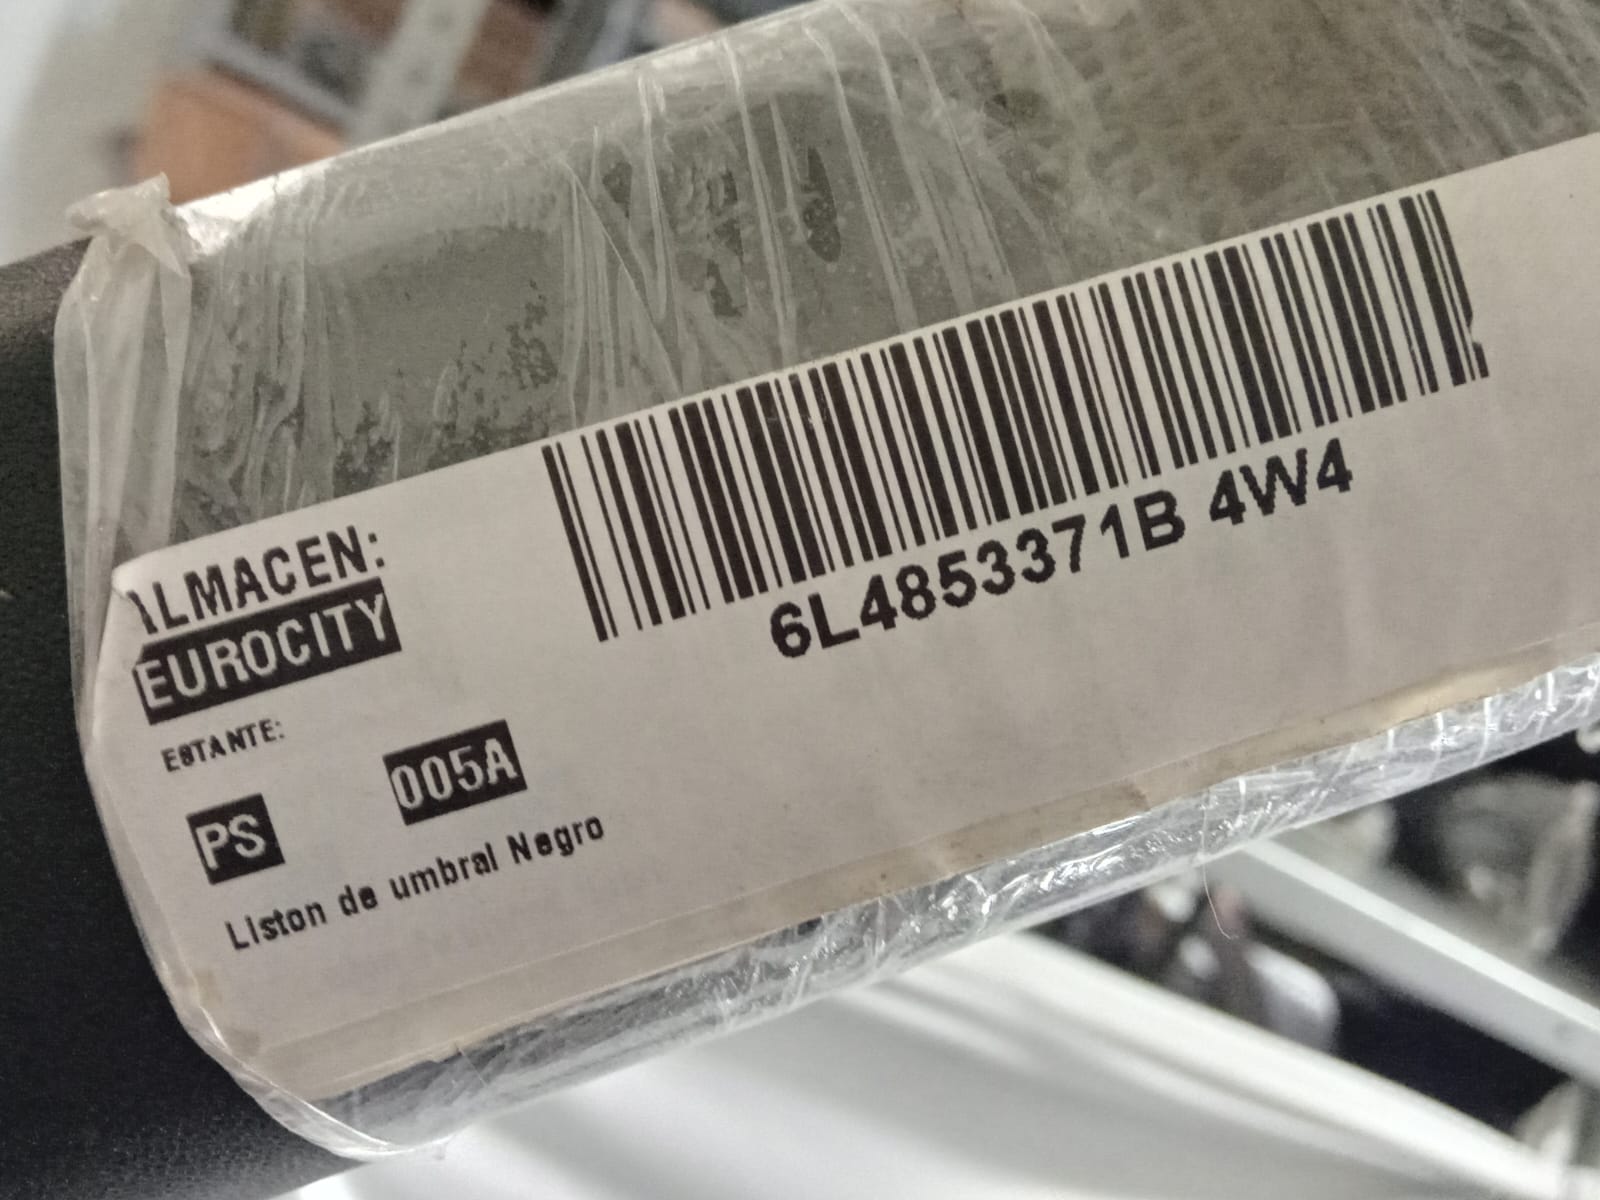 6L4853371B 4W4
ALMACEN:
EUROCITY
ESTANTE:
PS 005A
Liston de umbral Negro